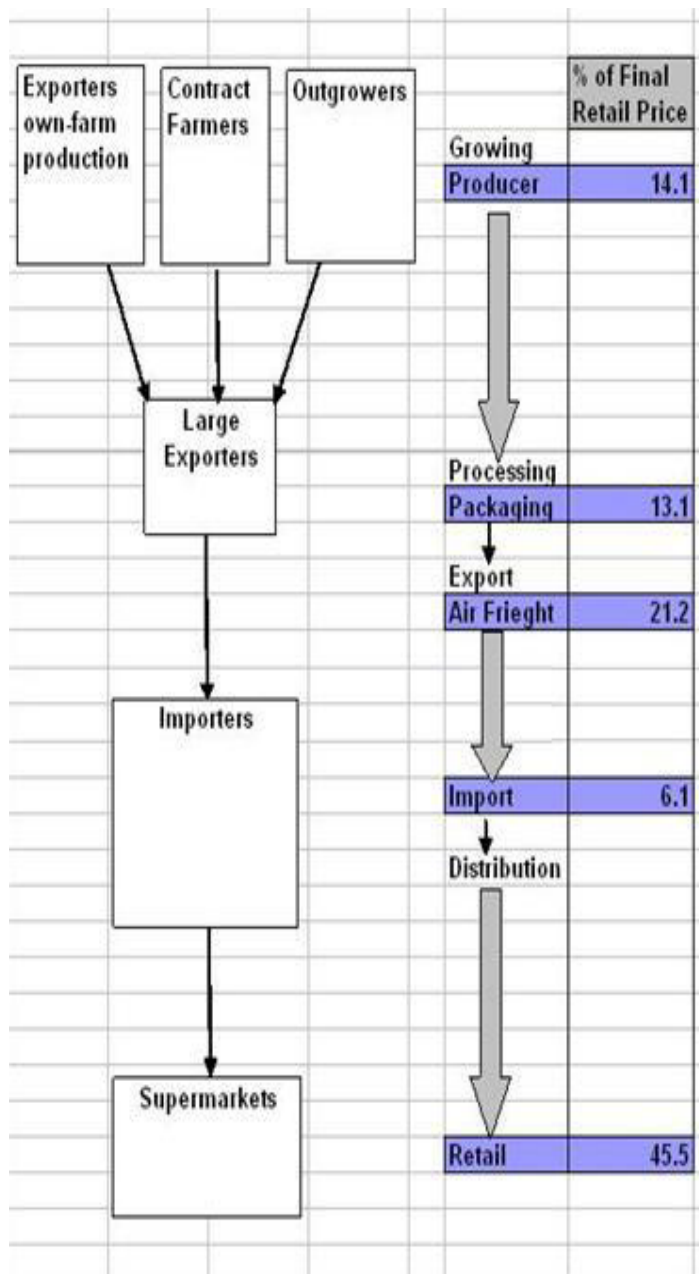 Exporters
own-farm
production
Contract
Farmers
Outgrowers
Large
Exporters
Importers
Supermarkets
% of Final
Retail Price
Growing
Producer 14.1
Processing
Packaging 13.1
Export
Air Frieght 21.2
Import 6.1
Distribution
Retail 45.5